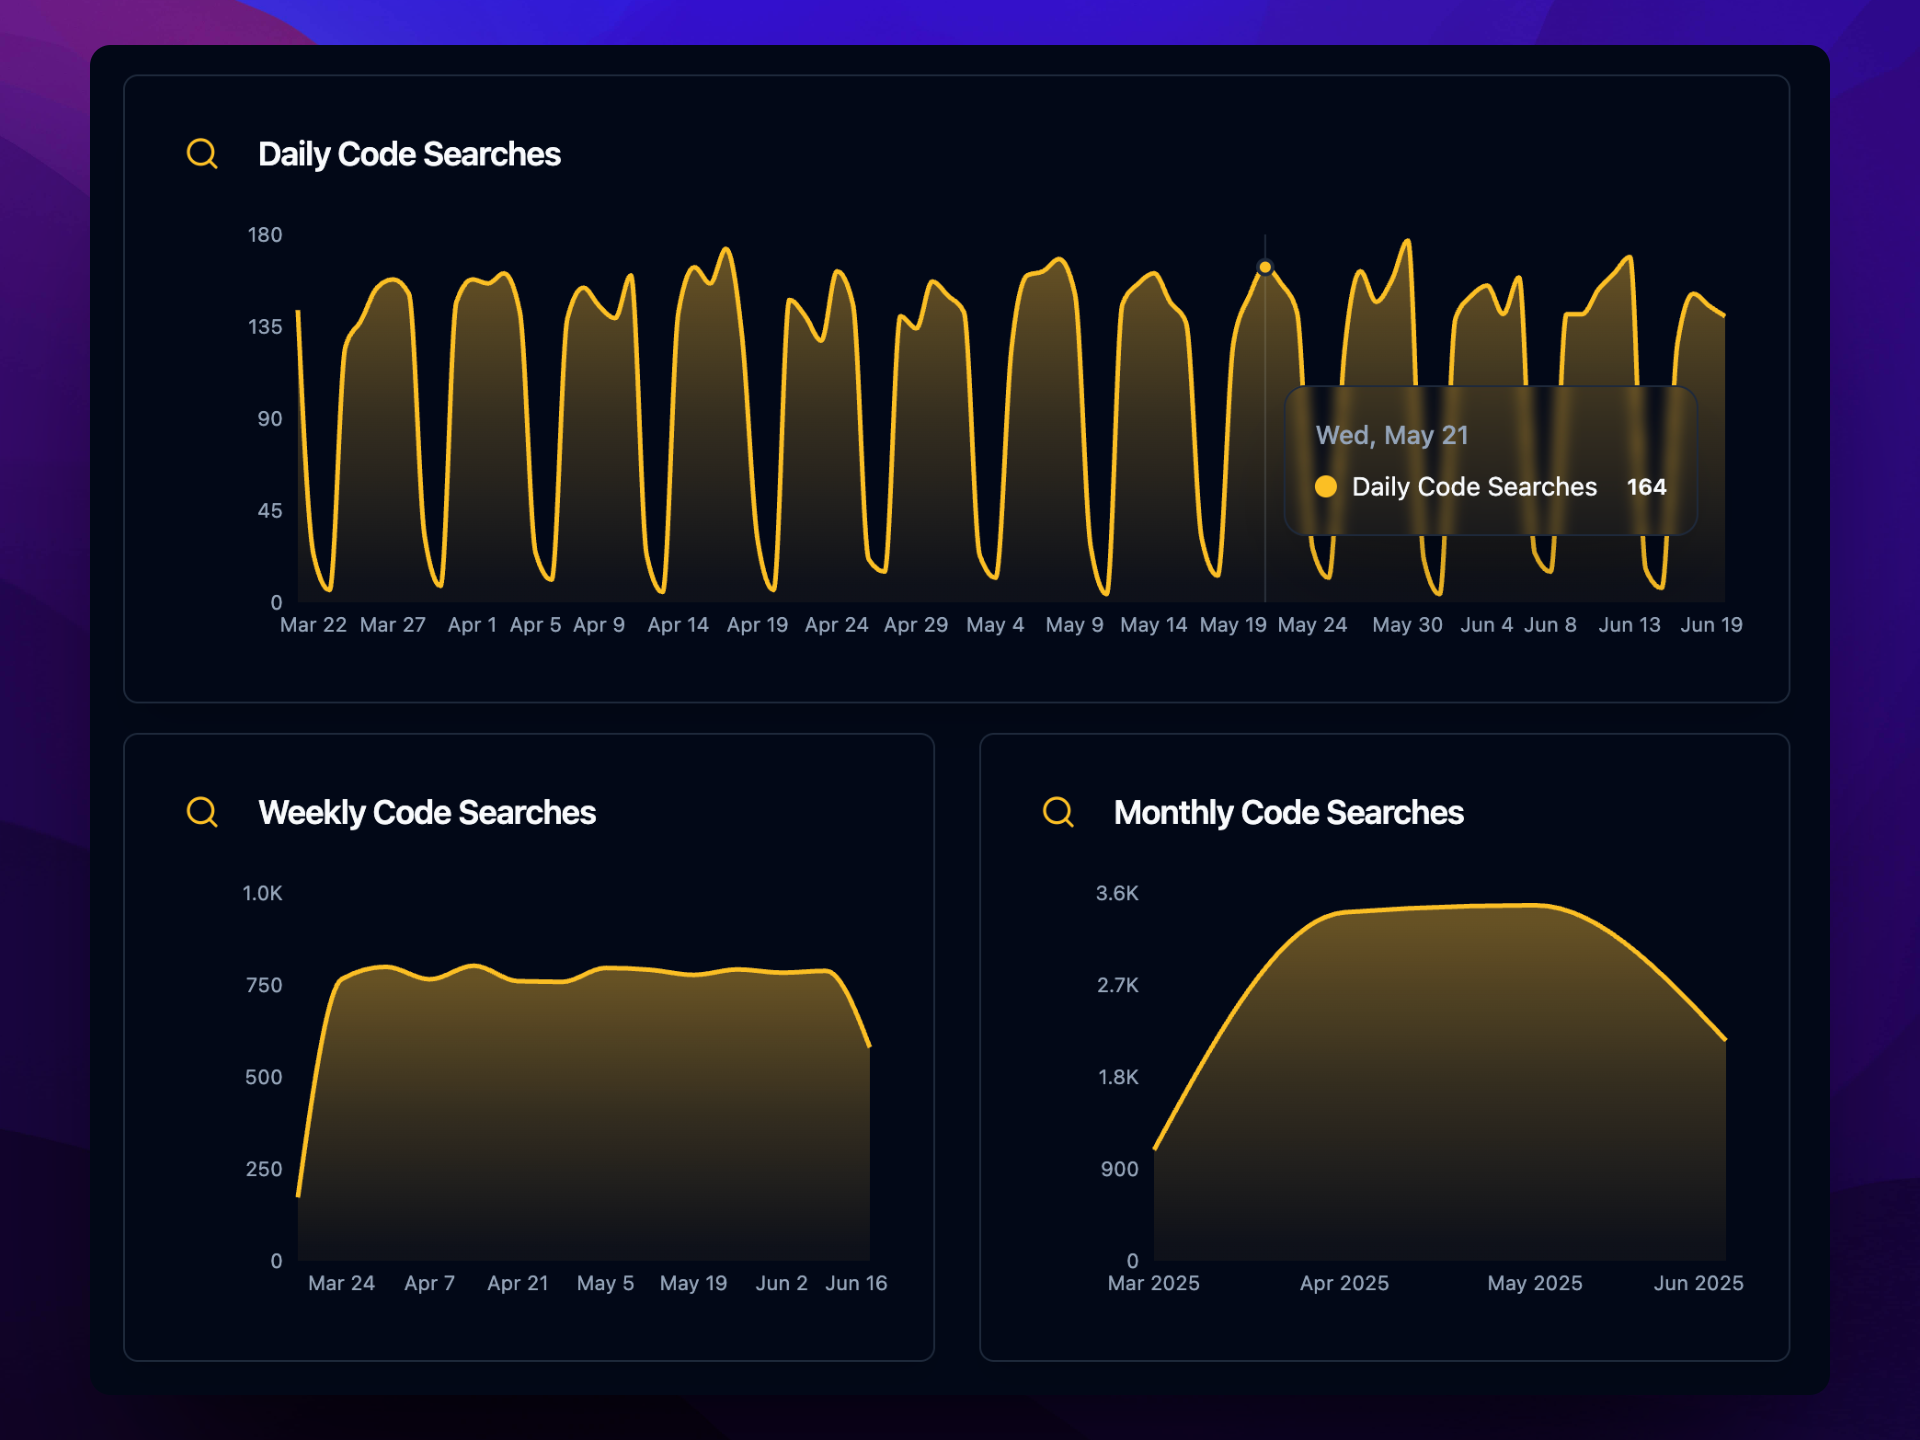 Daily Code Searches
180
135
90
45
0
Mar 22 Mar 27 Apr 1 Apr 5 Apr 9 Apr 14 Apr 19 Apr 24 Apr 29 May 4 May 9 May 14 May 19 May 24 May 30 Jun 4 Jun 8 Jun 13 Jun 19
Wed, May 21
Daily Code Searches 164
Weekly Code Searches
1.0K
750
500
250
0
Mar 24 Apr 7 Apr 21 May 5 May 19 Jun 2 Jun 16
Monthly Code Searches
3.6K
2.7K
1.8K
900
0
Mar 2025 Apr 2025 May 2025 Jun 2025